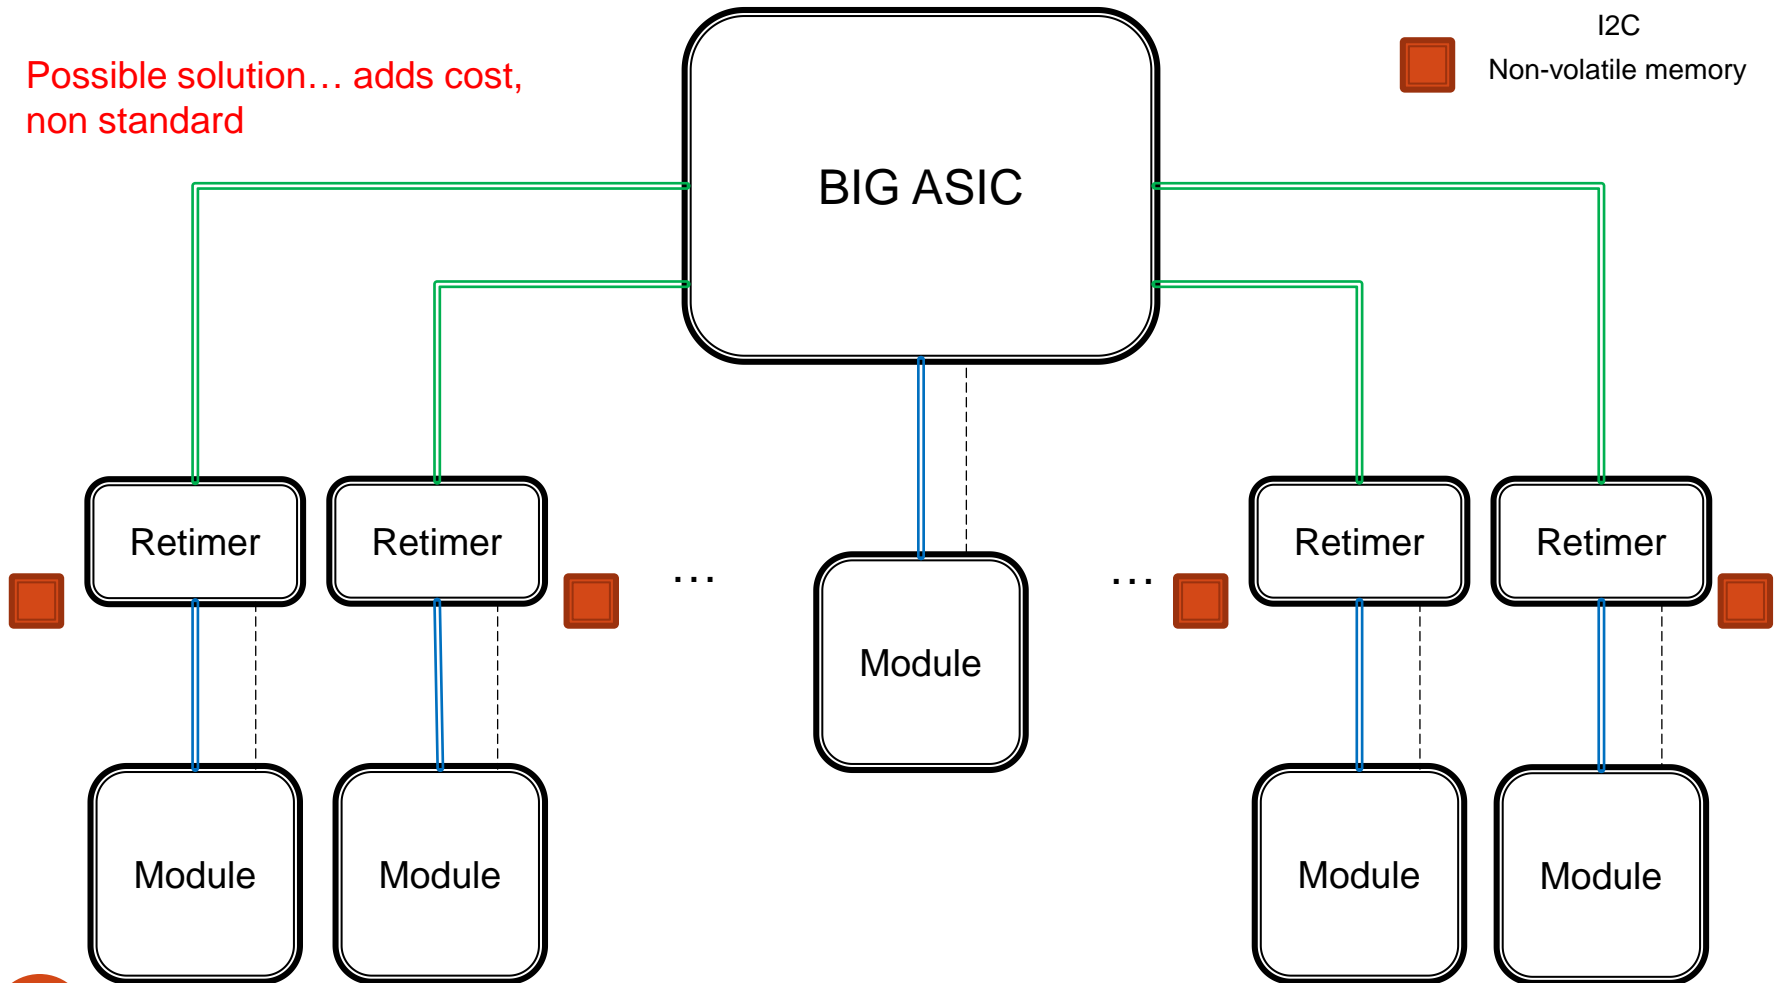 I2C
Possible solution… adds cost,
non standard
Non-volatile memory
BIG ASIC
Retimer
Retimer
Retimer
Retimer
…
…
Module
Module
Module
Module
Module